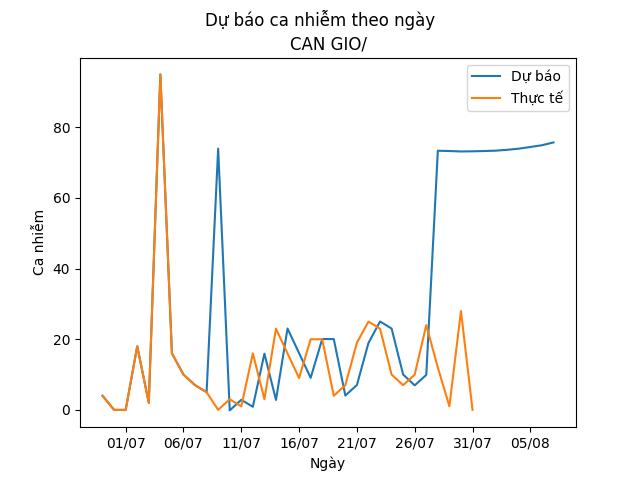 Dự báo ca nhiễm theo ngày
CAN GIO/
Dự báo
Thực tế
Ca nhiễm
80
60
40
20
0
01/07 06/07 11/07 16/07 21/07 26/07 31/07 05/08
Ngày